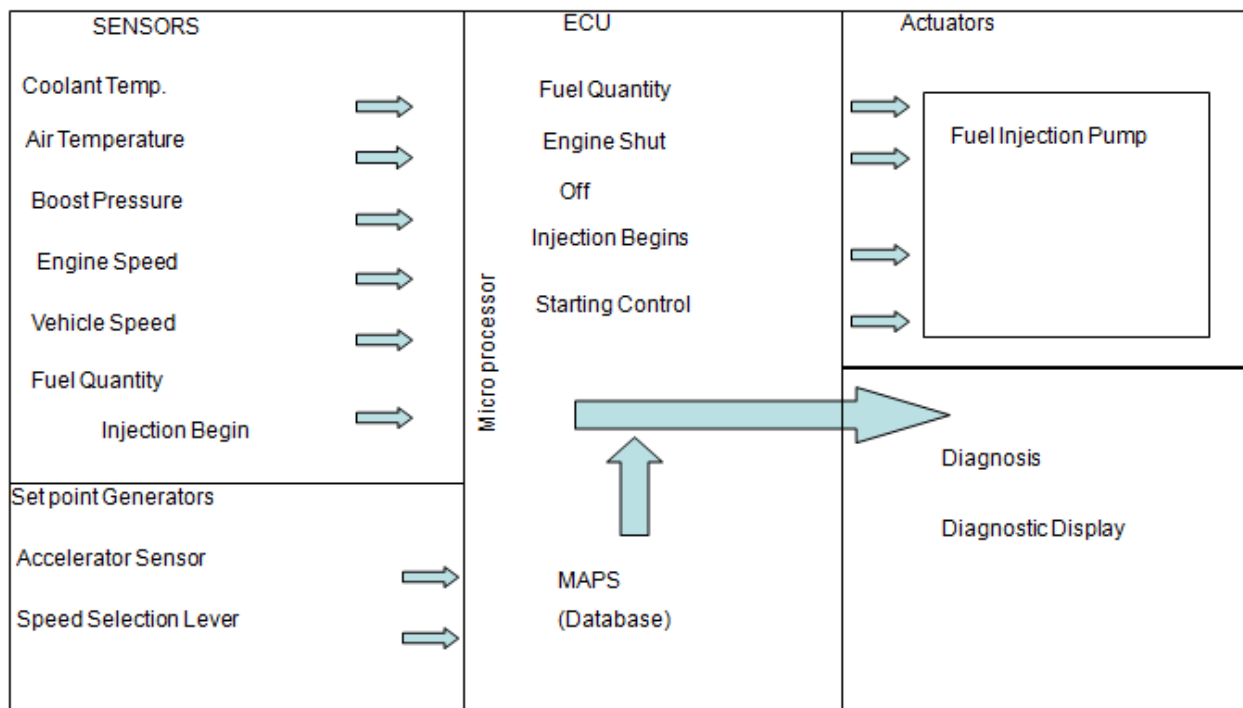 SENSORS
Coolant Temp.
Air Temperature
Boost Pressure
Engine Speed
Vehicle Speed
Fuel Quantity
Injection Begin
Set point Generators
Accelerator Sensor
Speed Selection Lever
ECU
Fuel Quantity
Engine Shut
Off
Injection Begins
Starting Control
Micro processor
MAPS
(Database)
Actuators
Fuel Injection Pump
Diagnosis
Diagnostic Display